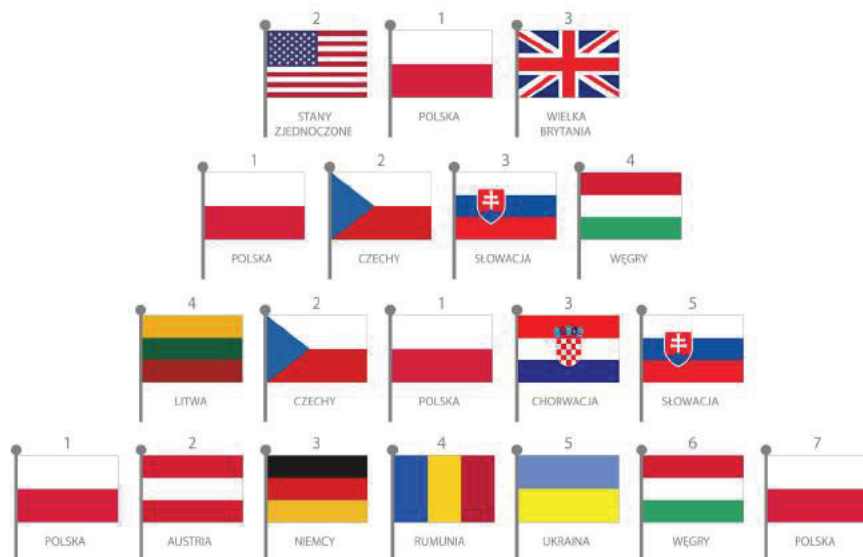 2 1 3
STANY ZJEDNOCZONE POLSKA WIELKA BRYTANIA
1 2 3 4
POLSKA CZECHY SŁOWACJA WĘGRY
4 2 1 3 5
LITWA CZECHY POLSKA CHORWACJA SŁOWACJA
1 2 3 4 5 6 7
POLSKA AUSTRIA NIEMCY RUMUNIA UKRAINA WĘGRY POLSKA